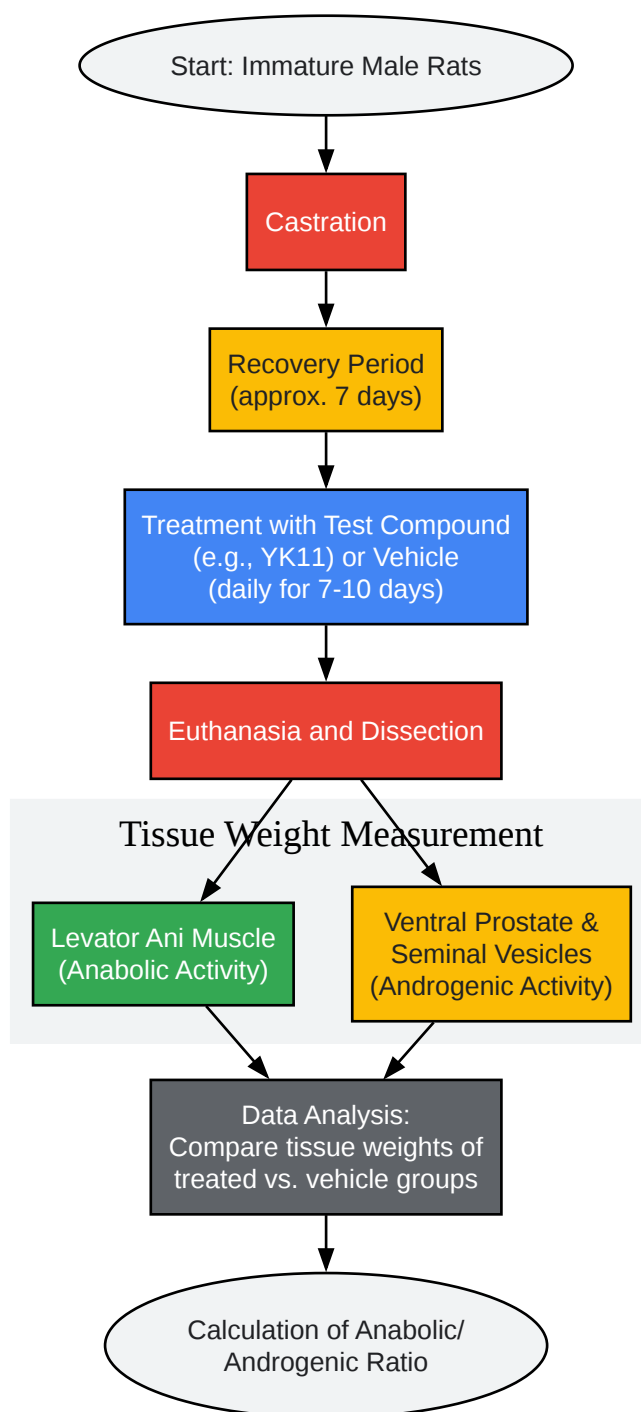 Start: Immature Male Rats
Castration
Recovery Period
(approx. 7 days)
Treatment with Test Compound
(e.g., YK11) or Vehicle
(daily for 7-10 days)
Euthanasia and Dissection
Tissue Weight Measurement
Levator Ani Muscle
(Anabolic Activity)
Ventral Prostate &
Seminal Vesicles
(Androgenic Activity)
Data Analysis:
Compare tissue weights of
treated vs. vehicle groups
Calculation of Anabolic/
Androgenic Ratio